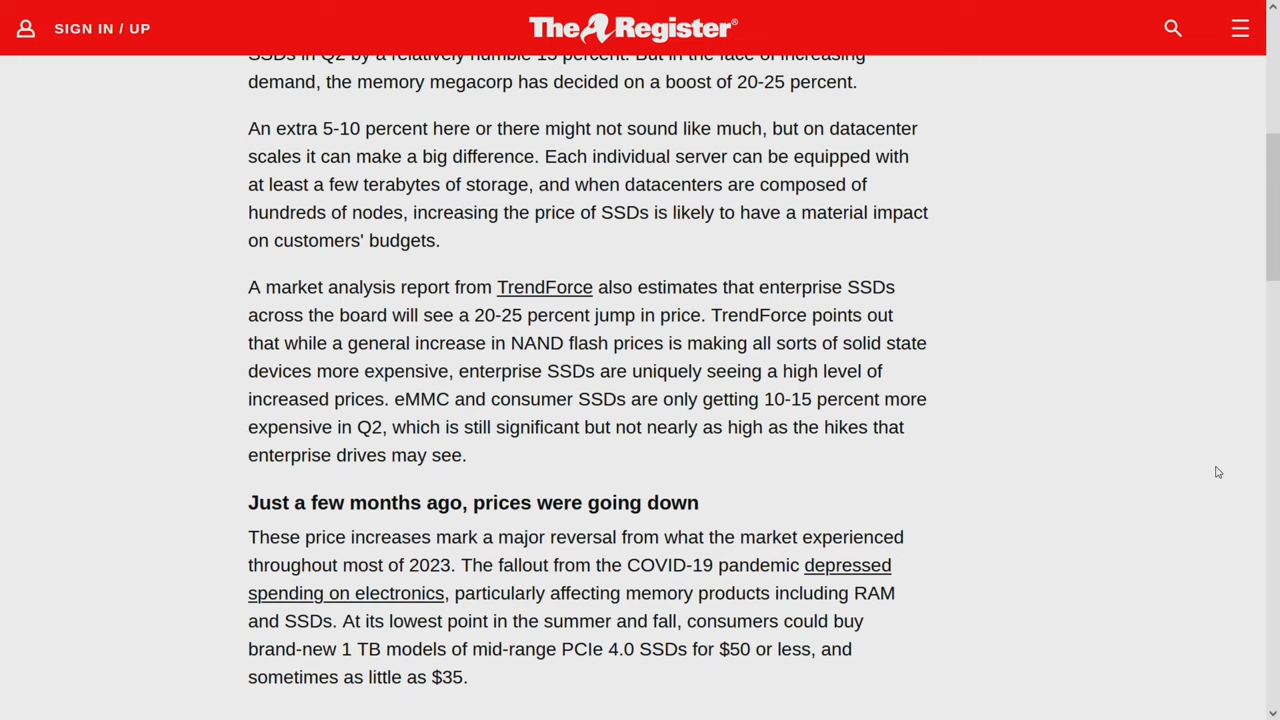 SIGN IN / UP
The Register®
SSDs in Q2 by a relatively humble 15 percent. But in the face of increasing
demand, the memory megacorp has decided on a boost of 20-25 percent.
An extra 5-10 percent here or there might not sound like much, but on datacenter
scales it can make a big difference. Each individual server can be equipped with
at least a few terabytes of storage, and when datacenters are composed of
hundreds of nodes, increasing the price of SSDs is likely to have a material impact
on customers' budgets.
A market analysis report from TrendForce also estimates that enterprise SSDs
across the board will see a 20-25 percent jump in price. TrendForce points out
that while a general increase in NAND flash prices is making all sorts of solid state
devices more expensive, enterprise SSDs are uniquely seeing a high level of
increased prices. eMMC and consumer SSDs are only getting 10-15 percent more
expensive in Q2, which is still significant but not nearly as high as the hikes that
enterprise drives may see.
Just a few months ago, prices were going down
These price increases mark a major reversal from what the market experienced
throughout most of 2023. The fallout from the COVID-19 pandemic depressed
spending on electronics, particularly affecting memory products including RAM
and SSDs. At its lowest point in the summer and fall, consumers could buy
brand-new 1 TB models of mid-range PCIe 4.0 SSDs for $50 or less, and
sometimes as little as $35.